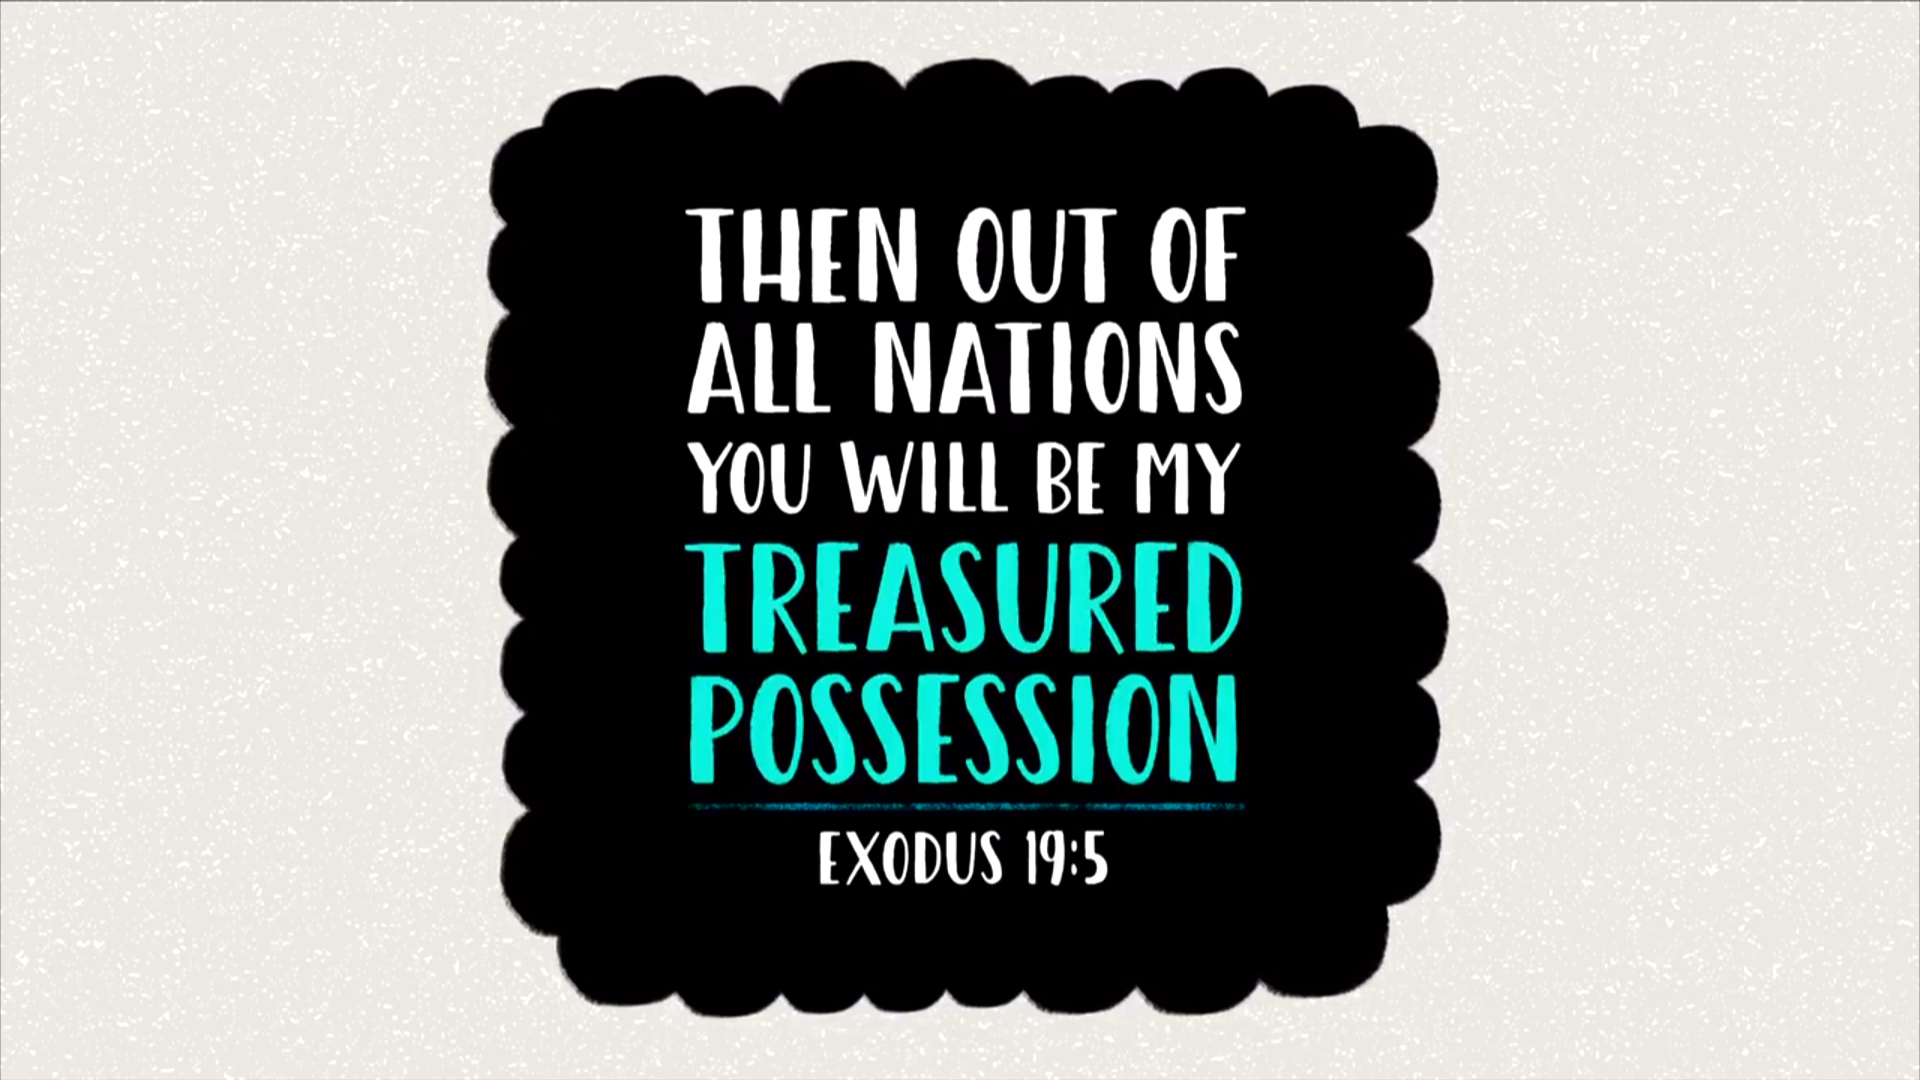 THEN OUT OF
ALL NATIONS
YOU WILL BE MY
TREASURED
POSSESSION
EXODUS 19:5